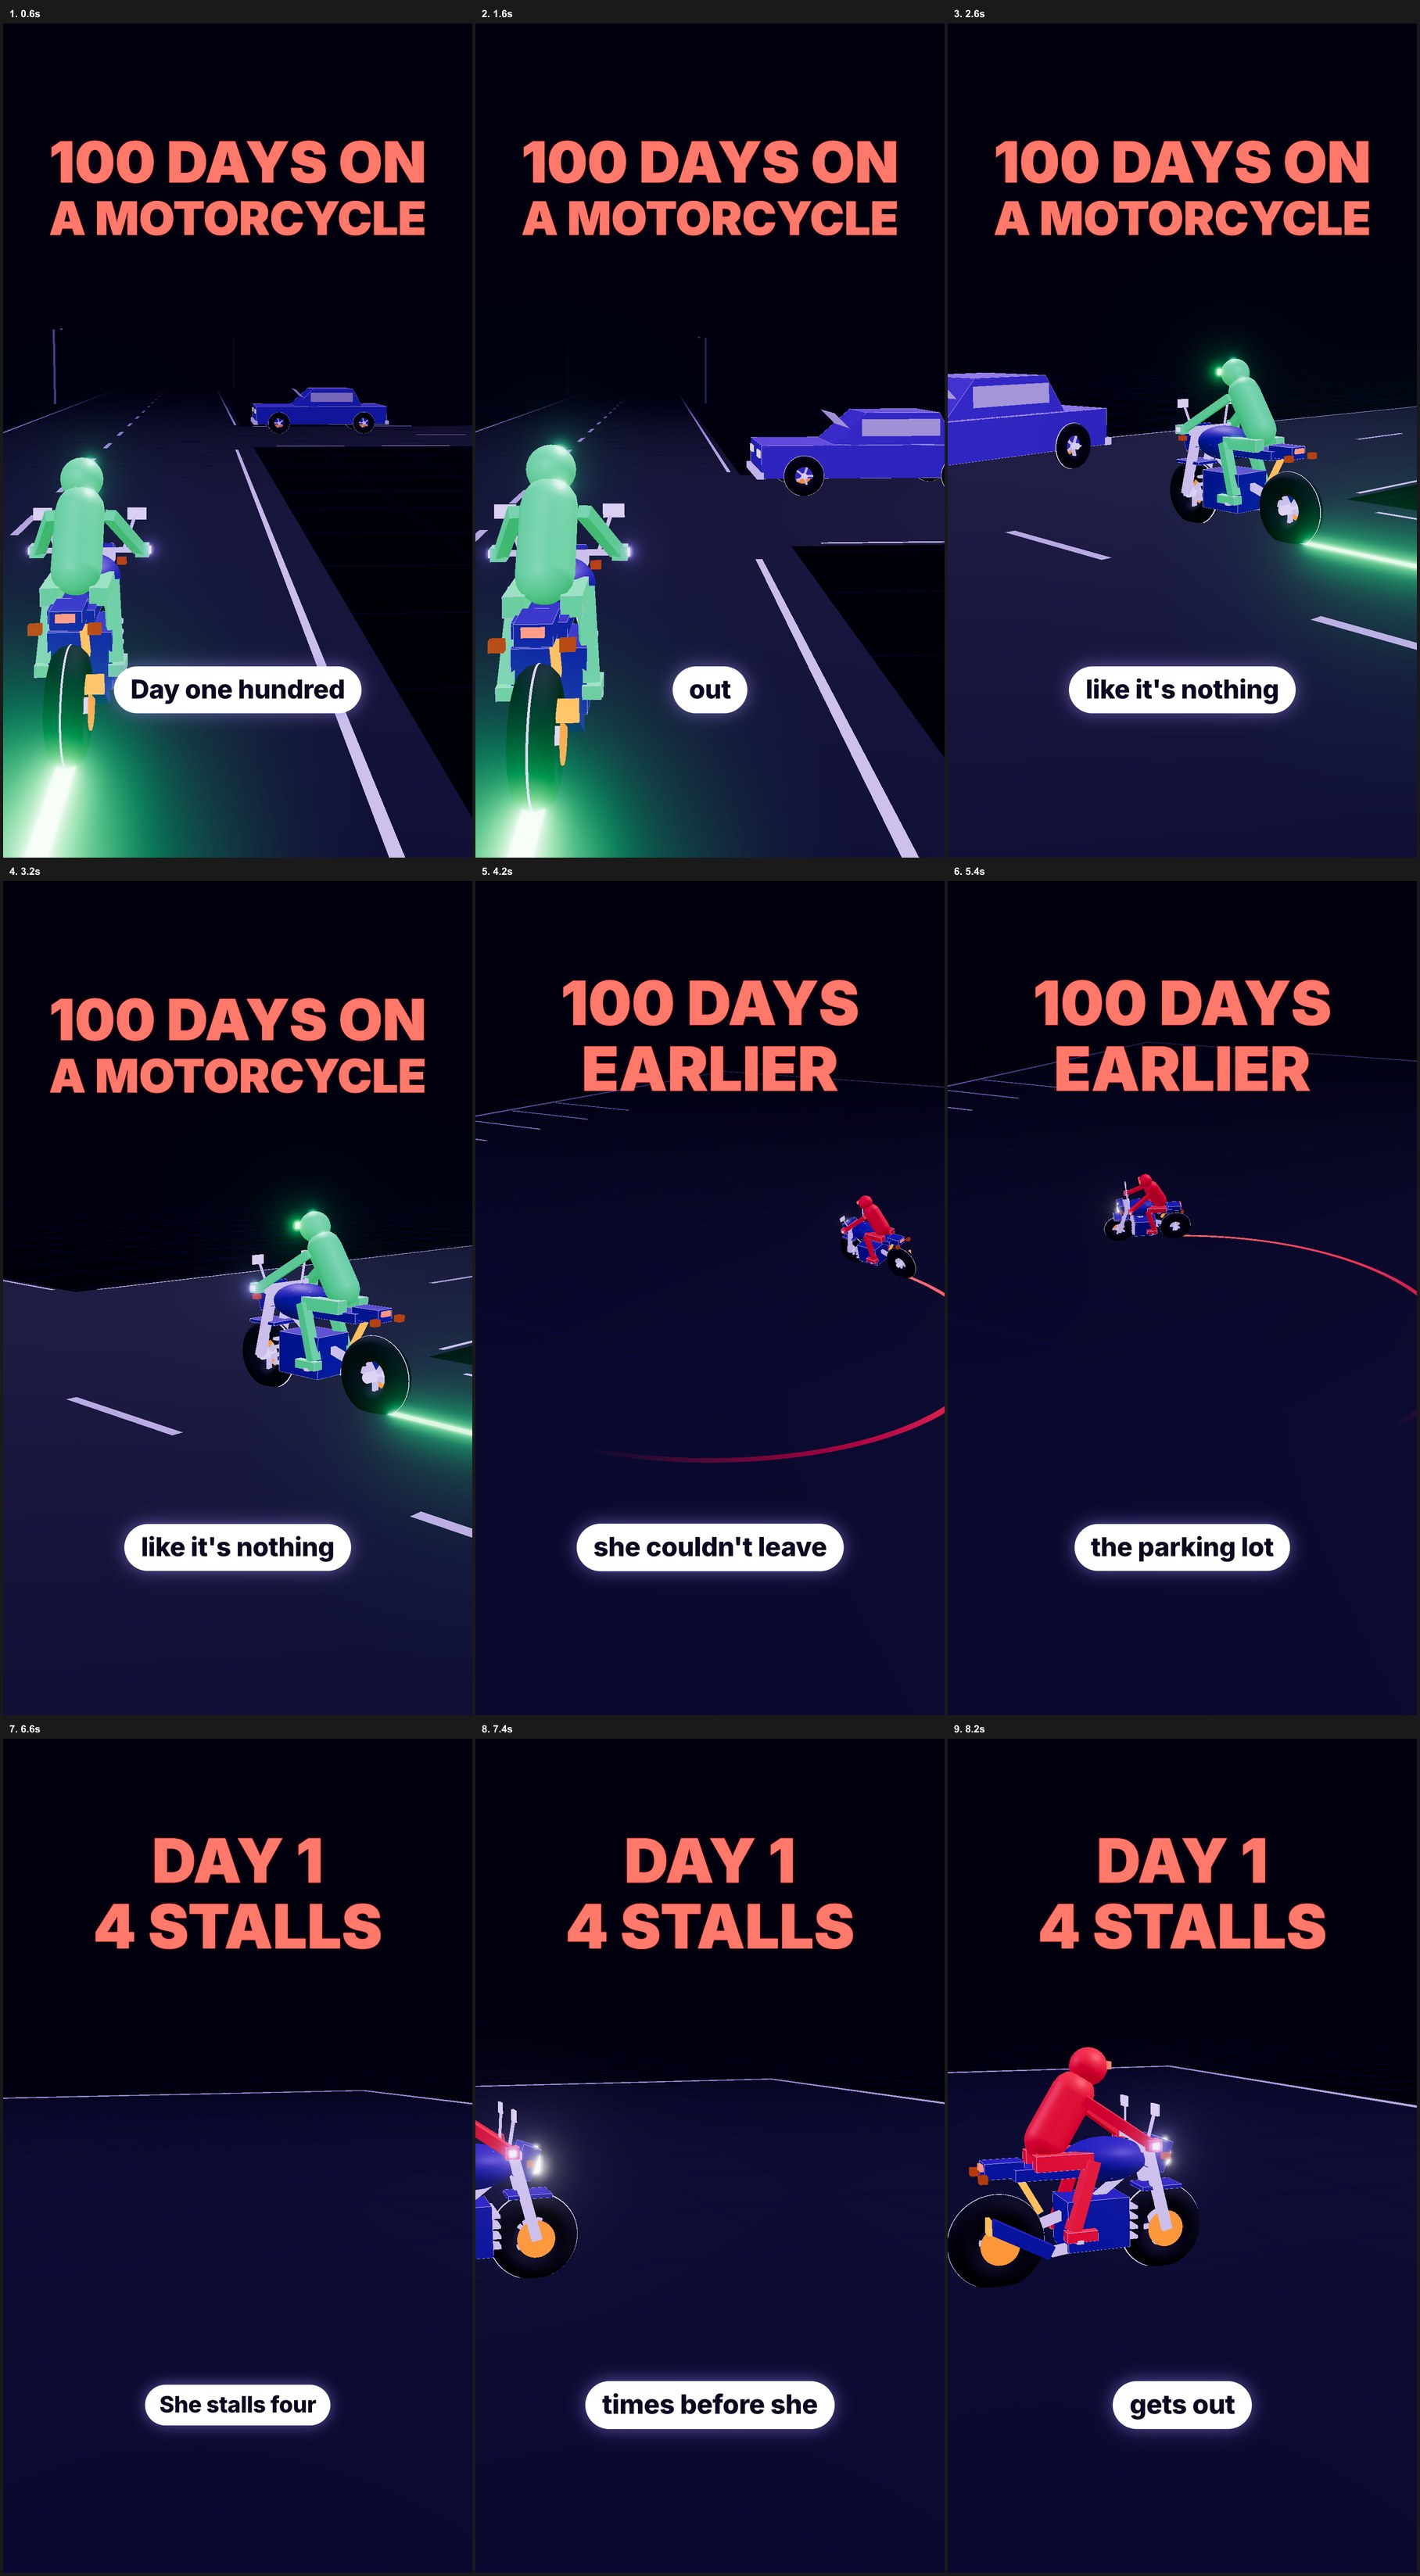 1. 0.6s
100 DAYS ON
A MOTORCYCLE
Day one hundred
2. 1.6s
100 DAYS ON
A MOTORCYCLE
out
3. 2.6s
100 DAYS ON
A MOTORCYCLE
like it's nothing
4. 3.2s
100 DAYS ON
A MOTORCYCLE
like it's nothing
5. 4.2s
100 DAYS
EARLIER
she couldn't leave
6. 5.4s
100 DAYS
EARLIER
the parking lot
7. 6.6s
DAY 1
4 STALLS
She stalls four
8. 7.4s
DAY 1
4 STALLS
times before she
9. 8.2s
DAY 1
4 STALLS
gets out